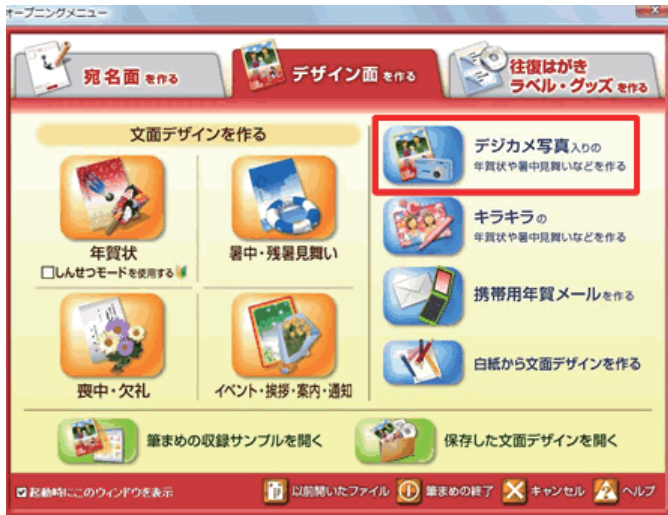 オープニングメニュー
宛名面を作る
デザイン面を作る
往復はがき
ラベル・グッズを作る
文面デザインを作る
年賀状
しんせつモードを使用する
暑中・残暑見舞い
喪中・欠礼
イベント・挨拶・案内・通知
デジカメ写真入りの
年賀状や暑中見舞いなどを作る
キラキラの
年賀状や暑中見舞いなどを作る
携帯用年賀メールを作る
白紙から文面デザインを作る
筆まめの収録サンプルを開く
保存した文面デザインを開く
起動時にこのウィンドウを表示
以前開いたファイル
筆まめの終了
キャンセル
ヘルプ